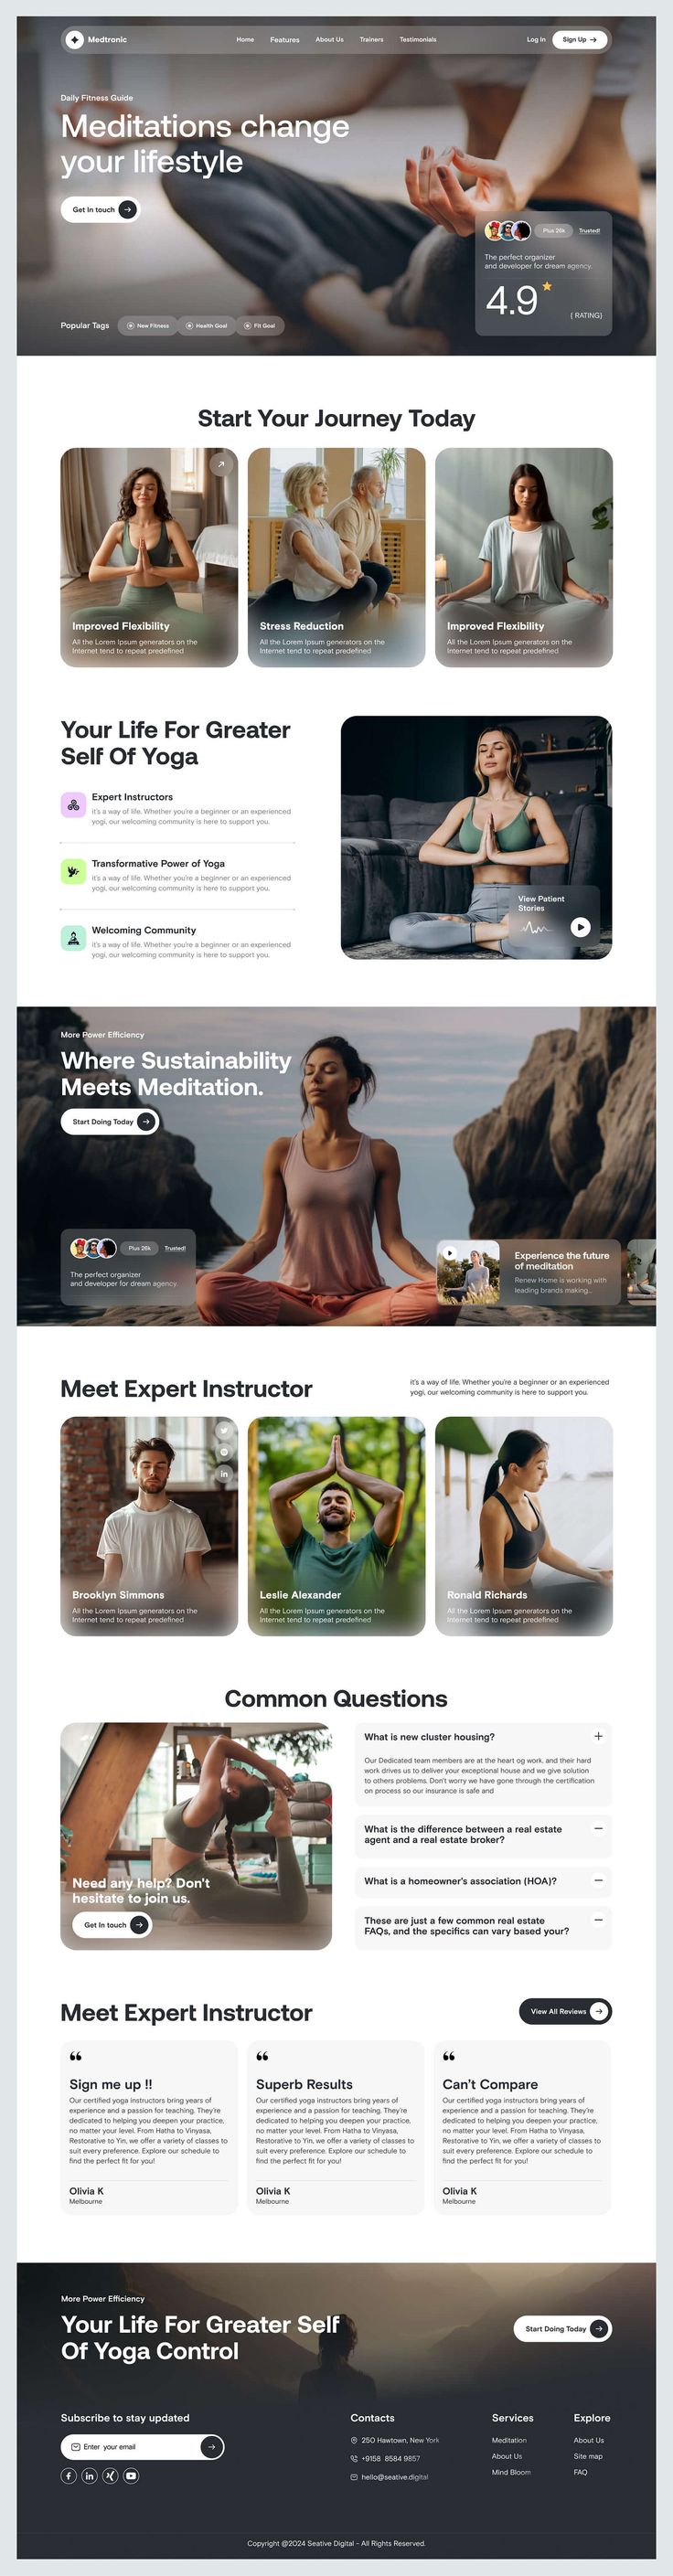 Medtronic
Home Features About Us Trainers Testimonials
Log In Sign Up
Daily Fitness Guide
Meditations change
your lifestyle
Get In touch
Plus 26k Trusted!
The perfect organizer
and developer for dream agency.
4.9
( RATING)
Popular Tags New Fitness Health Goal Fit Goal
Start Your Journey Today
Improved Flexibility
All the Lorem Ipsum generators on the
Internet tend to repeat predefined
Stress Reduction
All the Lorem Ipsum generators on the
Internet tend to repeat predefined
Improved Flexibility
All the Lorem Ipsum generators on the
Internet tend to repeat predefined
Your Life For Greater
Self Of Yoga
Expert Instructors
it's a way of life. Whether you're a beginner or an experienced
yogi, our welcoming community is here to support you.
Transformative Power of Yoga
it's a way of life. Whether you're a beginner or an experienced
yogi, our welcoming community is here to support you.
Welcoming Community
it's a way of life. Whether you're a beginner or an experienced
yogi, our welcoming community is here to support you.
View Patient
Stories
More Power Efficiency
Where Sustainability
Meets Meditation.
Start Doing Today
Plus 26k Trusted!
The perfect organizer
and developer for dream agency.
Experience the future
of meditation
Renew Home is working with
leading brands making...
Meet Expert Instructor
it's a way of life. Whether you're a beginner or an experienced
yogi, our welcoming community is here to support you.
Brooklyn Simmons
All the Lorem Ipsum generators on the
Internet tend to repeat predefined
Leslie Alexander
All the Lorem Ipsum generators on the
Internet tend to repeat predefined
Ronald Richards
All the Lorem Ipsum generators on the
Internet tend to repeat predefined
Common Questions
Need any help? Don't
hesitate to join us.
Get In touch
What is new cluster housing?
Our Dedicated team members are at the heart og work. and their hard
work drives us to deliver your exceptional house and we give solution
to others problems. Don't worry we have gone through the certification
on process so our insurance is safe and
What is the difference between a real estate
agent and a real estate broker?
What is a homeowner's association (HOA)?
These are just a few common real estate
FAQs, and the specifics can vary based your?
Meet Expert Instructor
View All Reviews
Sign me up !!
Our certified yoga instructors bring years of
experience and a passion for teaching. They're
dedicated to helping you deepen your practice,
no matter your level. From Hatha to Vinyasa,
Restorative to Yin, we offer a variety of classes to
suit every preference. Explore our schedule to
find the perfect fit for you!
Olivia K
Melbourne
Superb Results
Our certified yoga instructors bring years of
experience and a passion for teaching. They're
dedicated to helping you deepen your practice,
no matter your level. From Hatha to Vinyasa,
Restorative to Yin, we offer a variety of classes to
suit every preference. Explore our schedule to
find the perfect fit for you!
Olivia K
Melbourne
Can't Compare
Our certified yoga instructors bring years of
experience and a passion for teaching. They're
dedicated to helping you deepen your practice,
no matter your level. From Hatha to Vinyasa,
Restorative to Yin, we offer a variety of classes to
suit every preference. Explore our schedule to
find the perfect fit for you!
Olivia K
Melbourne
More Power Efficiency
Your Life For Greater Self
Of Yoga Control
Start Doing Today
Subscribe to stay updated
Enter your email
Contacts
250 Hawtown, New York
+9158 8584 9857
hello@seative.digital
Services
Meditation
About Us
Mind Bloom
Explore
About Us
Site map
FAQ
Copyright @2024 Seative Digital - All Rights Reserved.